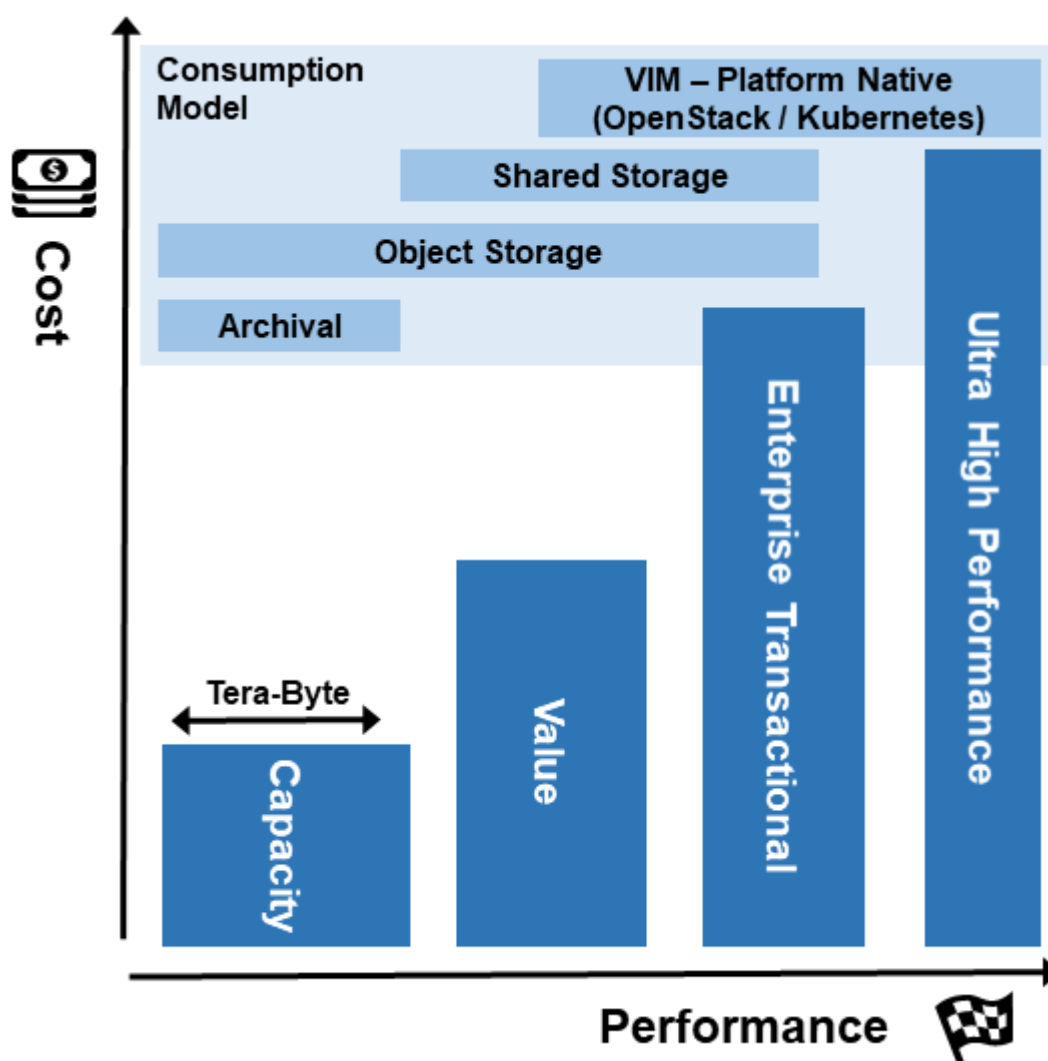 Consumption
Model
VIM – Platform Native
(OpenStack / Kubernetes)
Shared Storage
Object Storage
Archival
$
Cost
Tera-Byte
Capacity
Value
Enterprise Transactional
Ultra High Performance
Performance